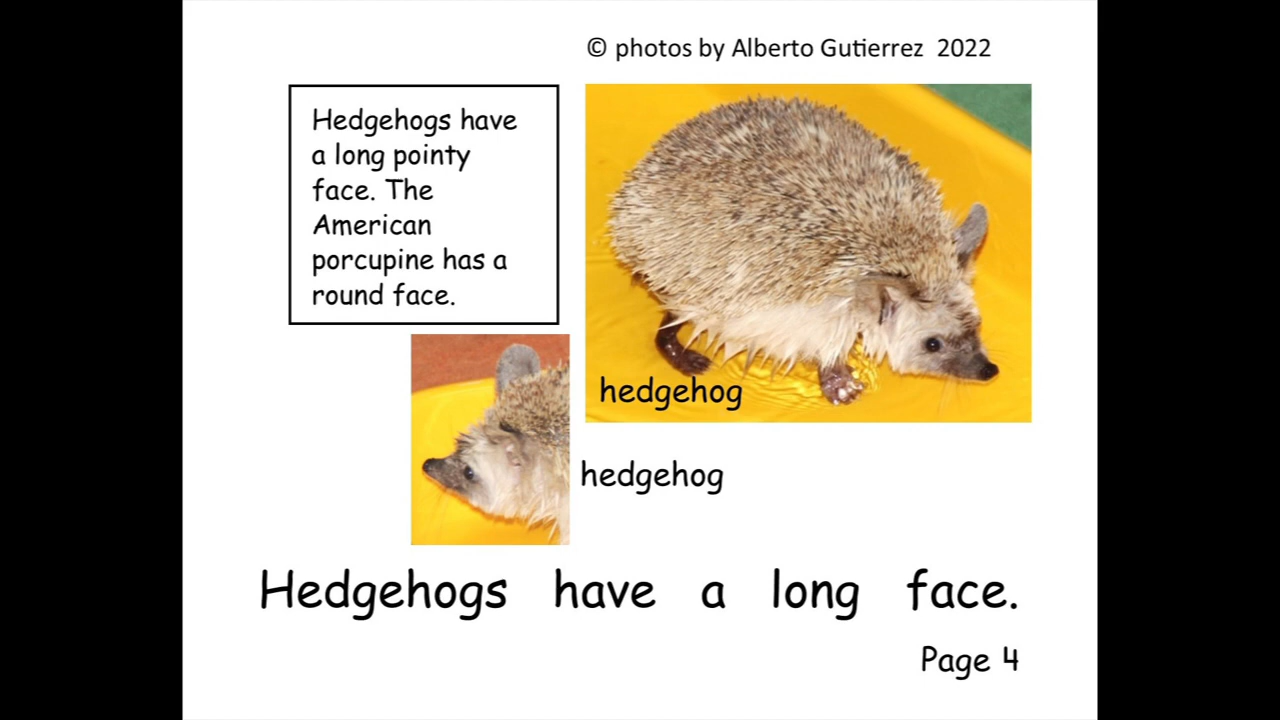 © photos by Alberto Gutierrez 2022
Hedgehogs have
a long pointy
face. The
American
porcupine has a
round face.
hedgehog
hedgehog
Hedgehogs have a long face.
Page 4